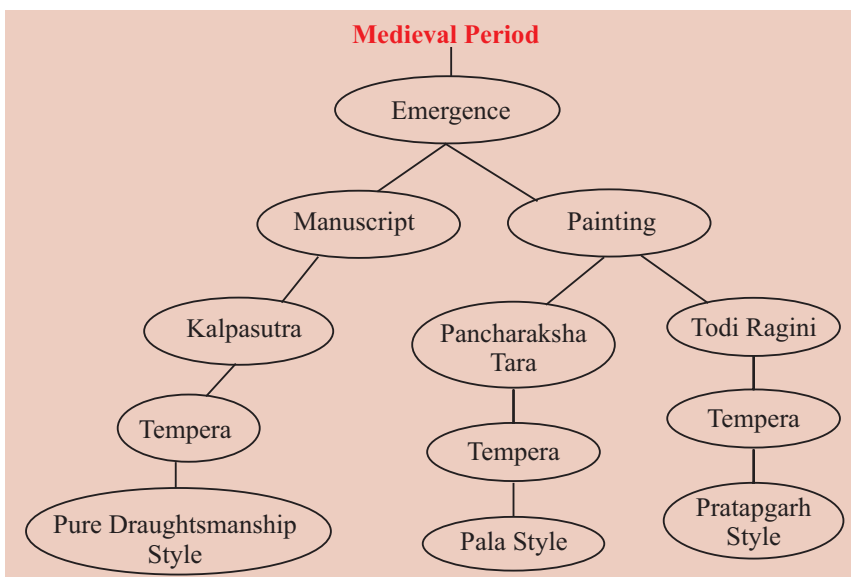 Medieval Period
Emergence
Manuscript
Painting
Kalpasutra
Pancharaksha
Tara
Todi Ragini
Tempera
Tempera
Tempera
Pure Draughtsmanship
Style
Pala Style
Pratapgarh
Style